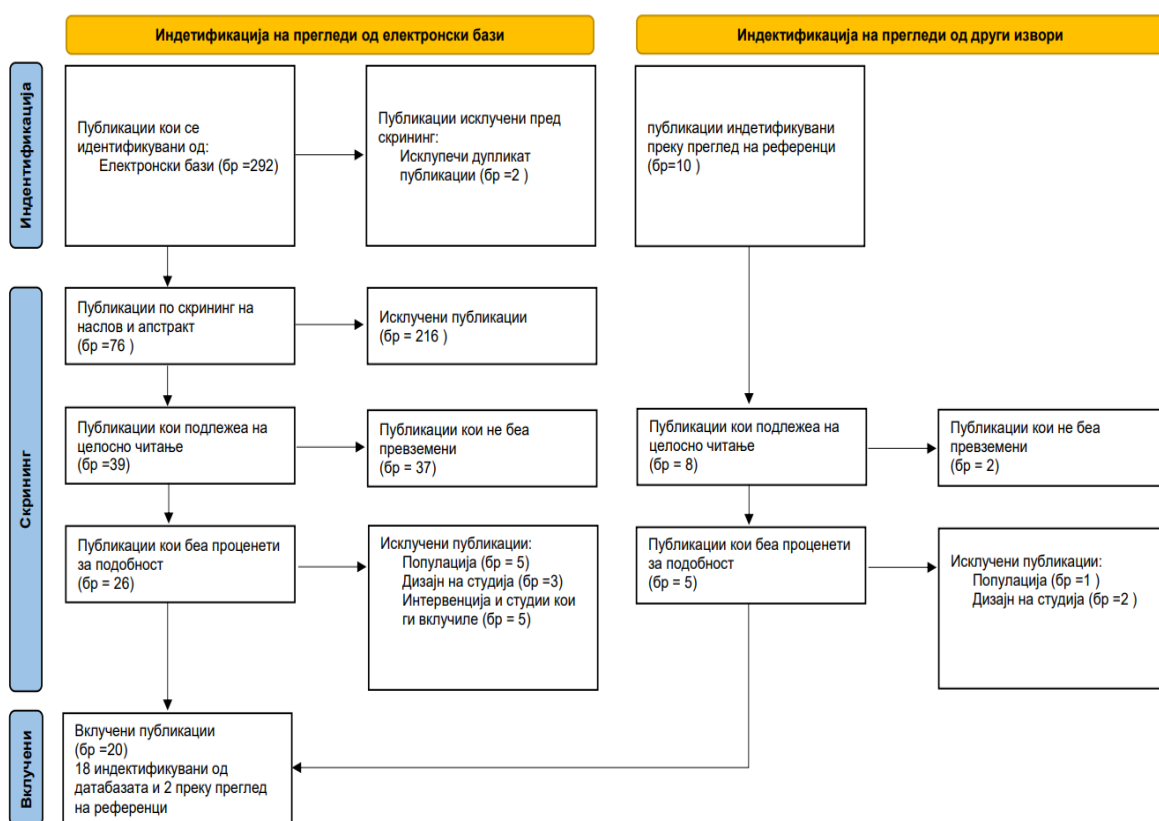 Индетификација на прегледи од електронски бази
Индектификација на прегледи од други извори
Индентификација
Публикации кои се
идентификувани од:
Електронски бази (бр =292)
Публикации исклучени пред
скрининг:
Исклупечи дупликат
публикации (бр =2 )
публикации индетификувани
преку преглед на референци
(бр=10 )
Скрининг
Публикации по скрининг на
наслов и апстракт
(бр =76 )
Исклучени публикации
(бр = 216 )
Публикации кои подлежеа на
целосно читање
(бр =39)
Публикации кои не беа
превземени
(бр = 37)
Публикации кои подлежеа на
целосно читање
(бр = 8)
Публикации кои не беа
превземени
(бр = 2)
Публикации кои беа проценети
за подобност
(бр = 26)
Исклучени публикации:
Популација (бр = 5)
Дизајн на студија (бр =3)
Интервенција и студии кои
ги вклучиле (бр = 5)
Публикации кои беа проценети
за подобност
(бр = 5)
Исклучени публикации:
Популација (бр =1 )
Дизајн на студија (бр =2 )
Вклучени
Вклучени публикации
(бр =20)
18 индектификувани од
датабазата и 2 преку преглед
на референци